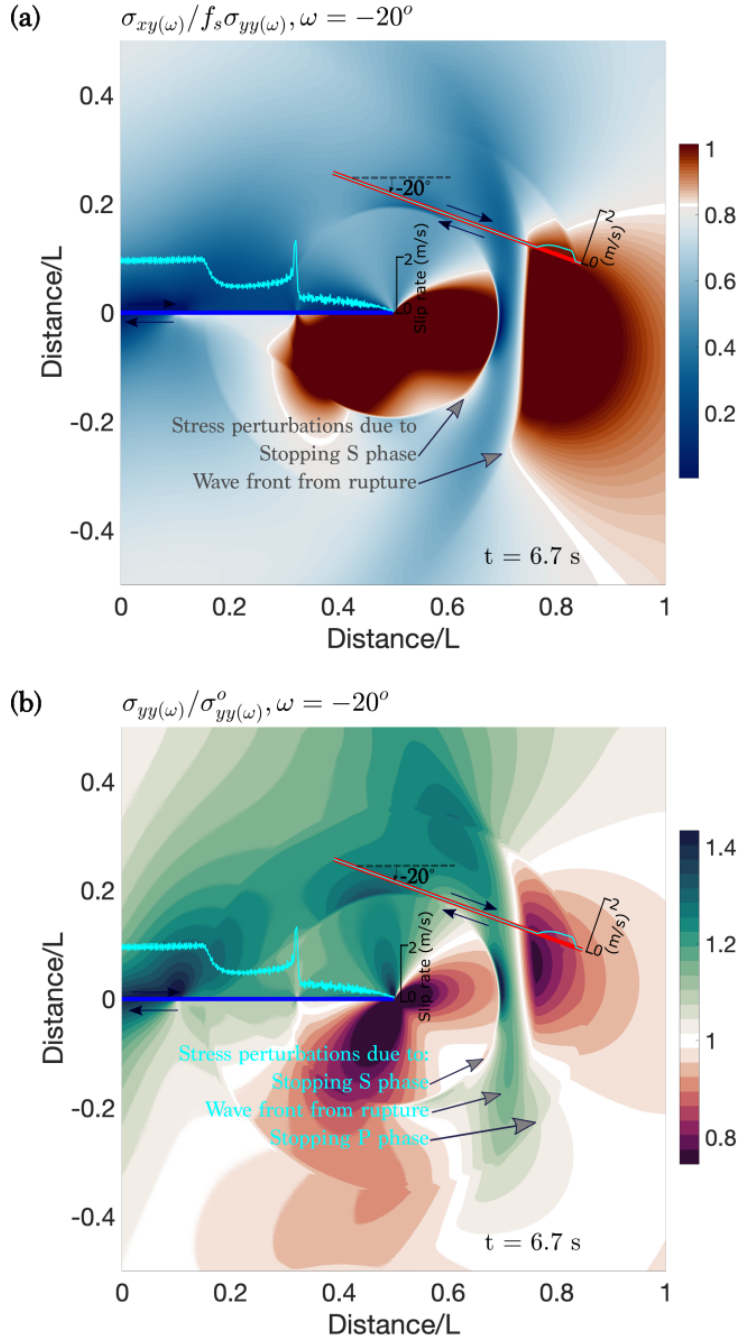 (a) σxy(ω)/fsσyy(ω), ω = −20o
0.4
0.2
0
-0.2
-0.4
Distance/L
-20°
2
0
Slip rate (m/s)
2
0
(m/s)
Stress perturbations due to
Stopping S phase
Wave front from rupture
t = 6.7 s
0 0.2 0.4 0.6 0.8 1
Distance/L
1
0.8
0.6
0.4
0.2
(b) σyy(ω)/σoyy(ω), ω = −20o
0.4
0.2
0
-0.2
-0.4
Distance/L
-20°
2
0
Slip rate (m/s)
2
0
(m/s)
Stress perturbations due to:
Stopping S phase
Wave front from rupture
Stopping P phase
t = 6.7 s
0 0.2 0.4 0.6 0.8 1
Distance/L
1.4
1.2
1
0.8